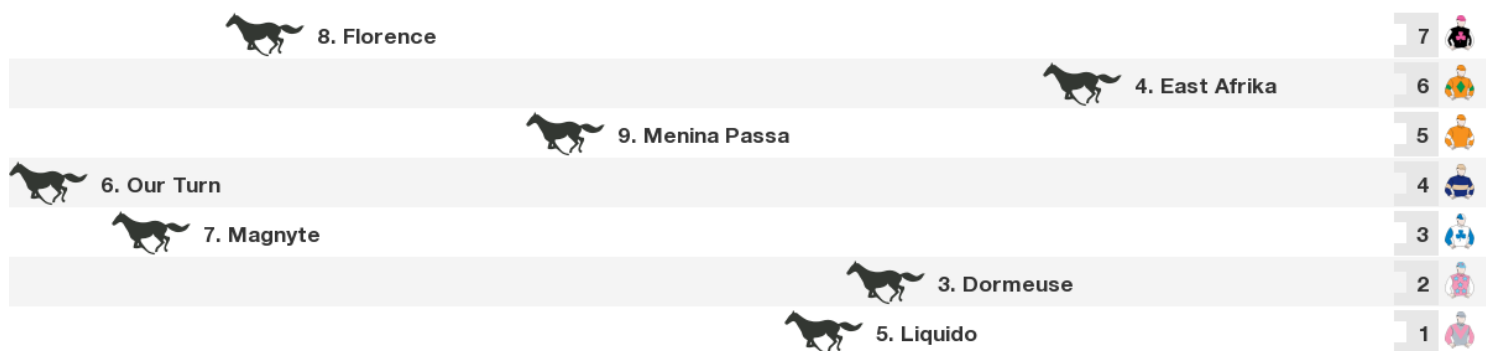 8. Florence 7
4. East Afrika 6
9. Menina Passa 5
6. Our Turn 4
7. Magnyte 3
3. Dormeuse 2
5. Liquido 1